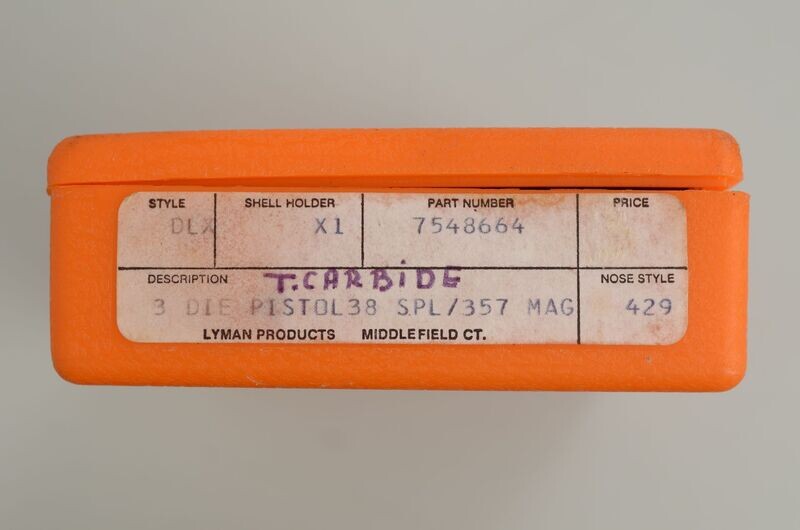 STYLE SHELL HOLDER PART NUMBER PRICE
DLX X1 7548664
DESCRIPTION T.CARBiDE NOSE STYLE
3 DIE PISTOL38 SPL/357 MAG 429
LYMAN PRODUCTS MIDDLEFIELD CT.